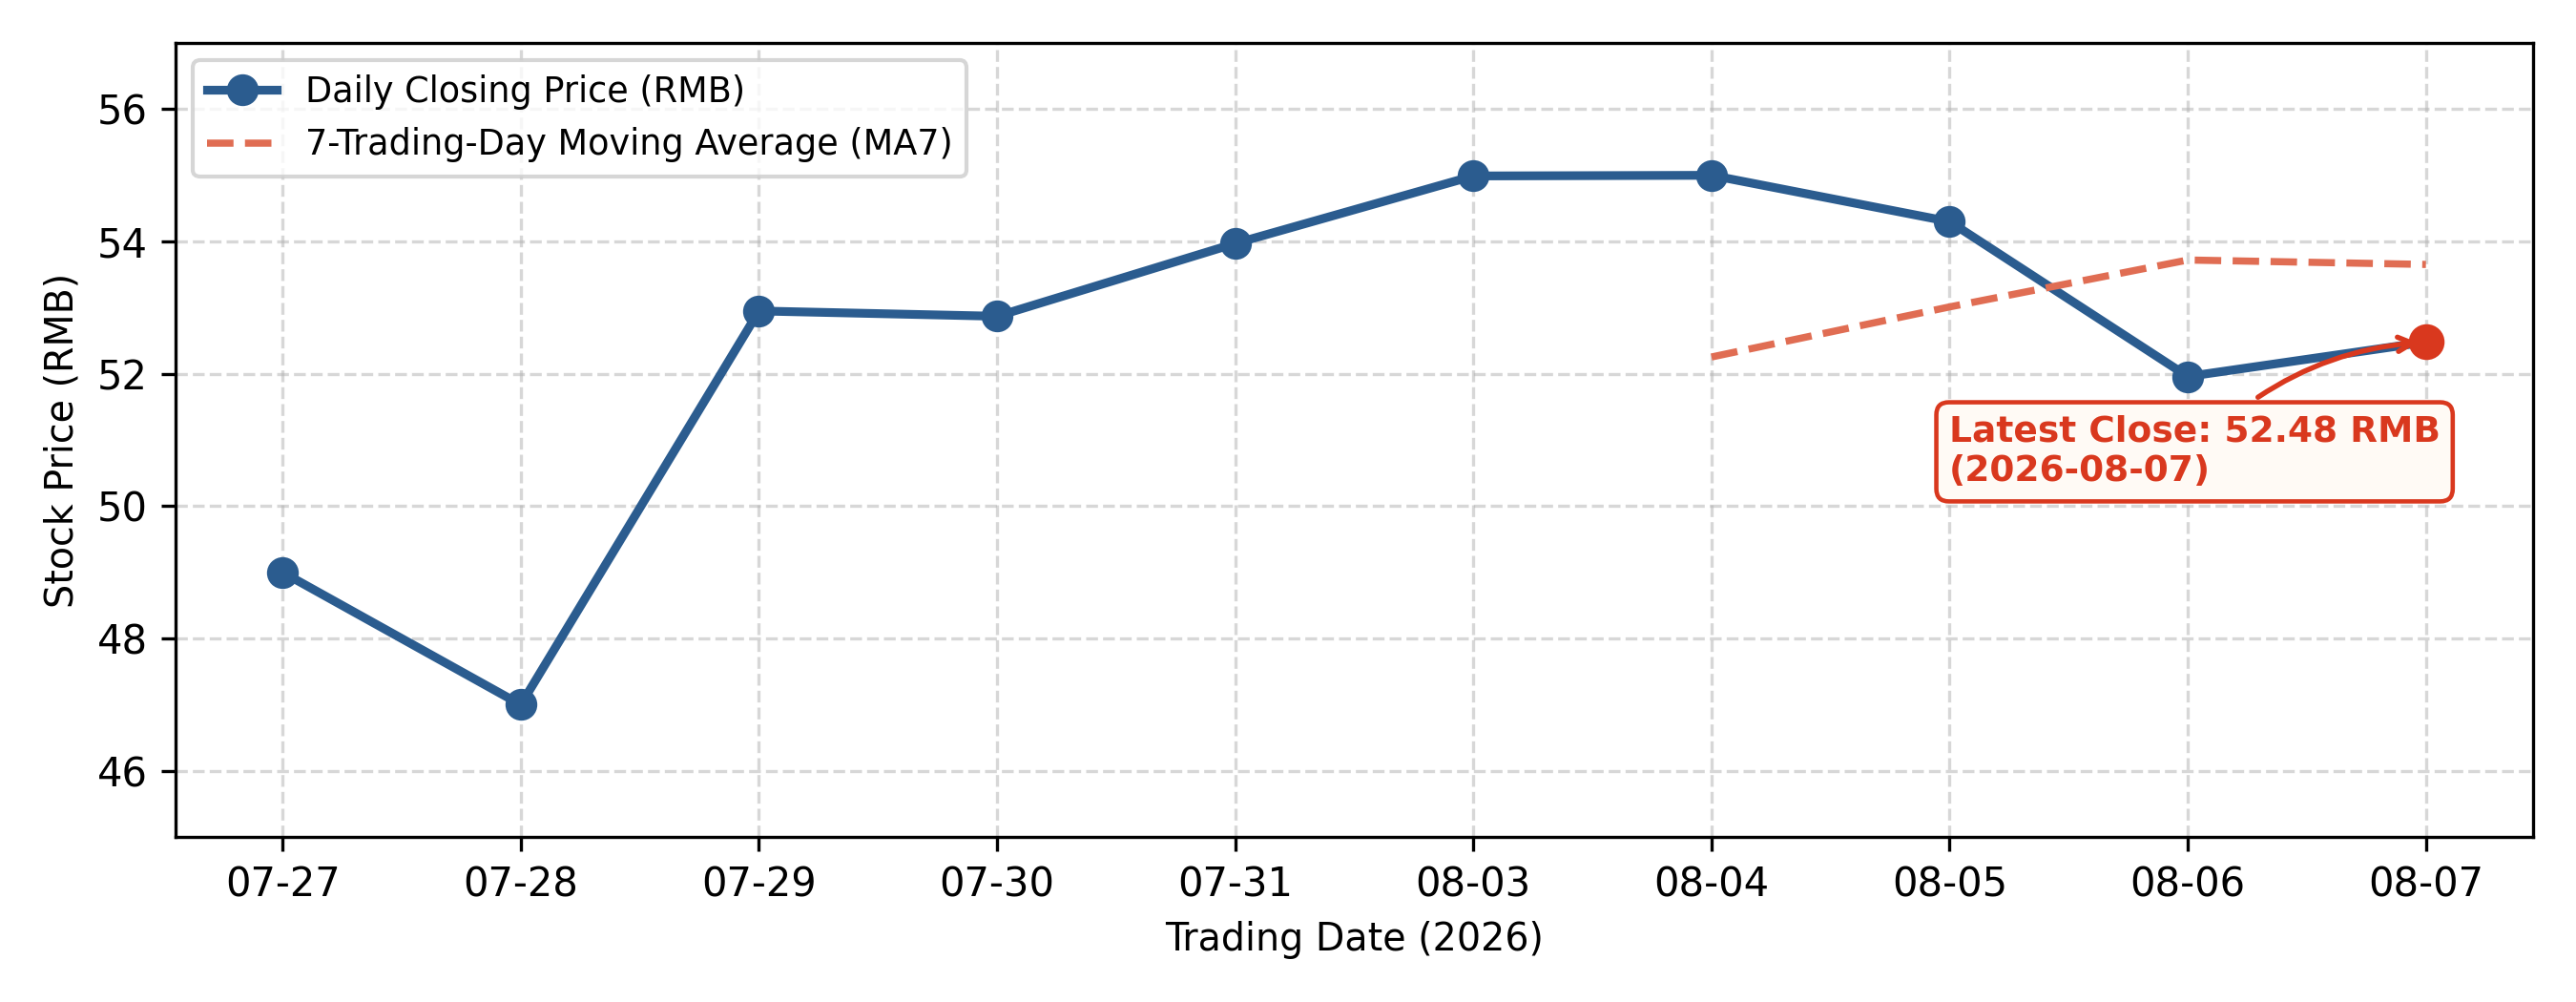 Daily Closing Price (RMB)
7-Trading-Day Moving Average (MA7)
56
54
52
50
48
46
Stock Price (RMB)
Latest Close: 52.48 RMB
(2026-08-07)
07-27 07-28 07-29 07-30 07-31 08-03 08-04 08-05 08-06 08-07
Trading Date (2026)